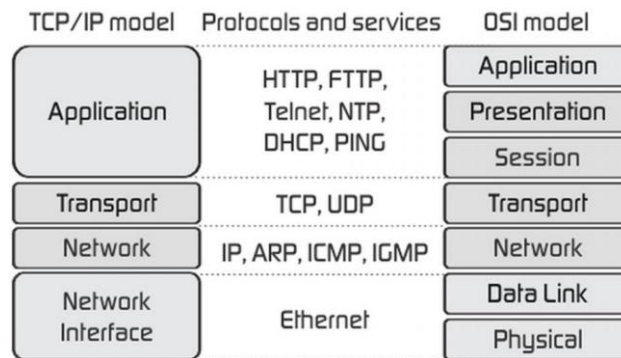 TCP/IP model Protocols and services OSI model
Application
HTTP, FTTP,
Telnet, NTP,
DHCP, PING
Application
Presentation
Session
Transport TCP, UDP Transport
Network IP, ARP, ICMP, IGMP Network
Network
Interface
Ethernet
Data Link
Physical